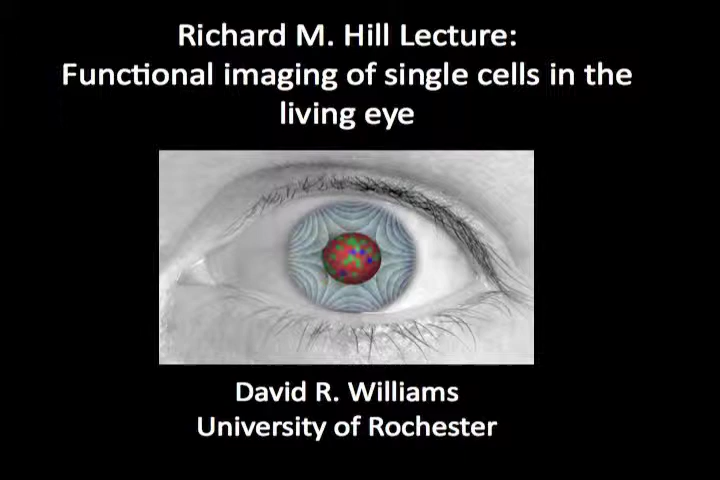 Richard M. Hill Lecture:
Functional imaging of single cells in the
living eye
David R. Williams
University of Rochester